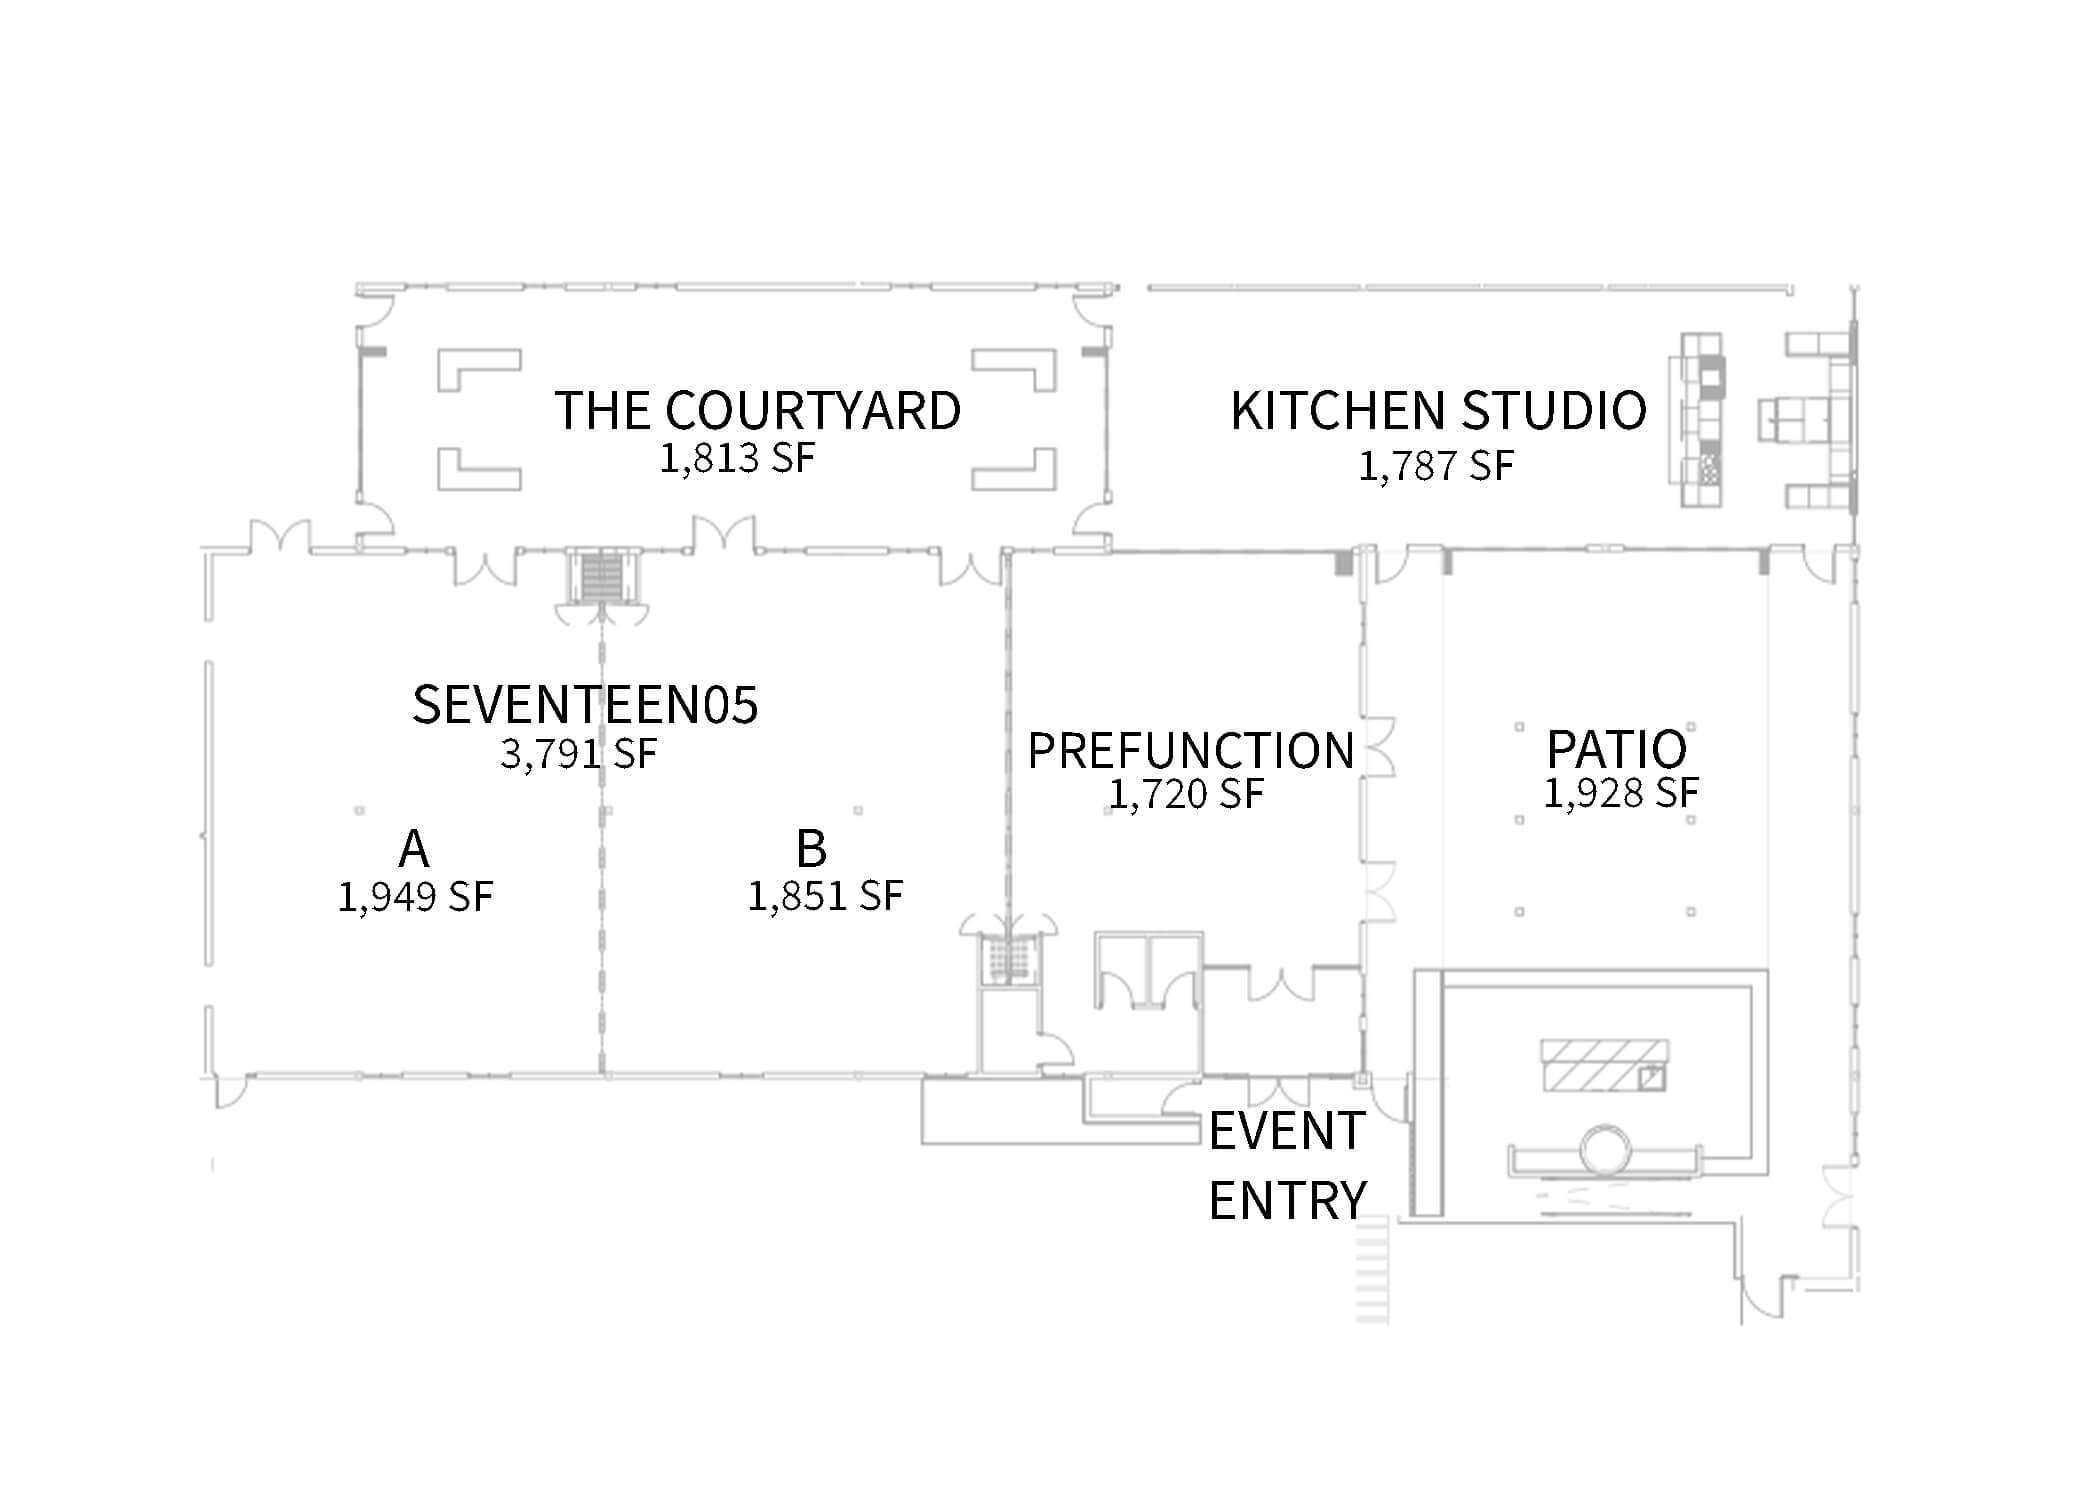 THE COURTYARD
1,813 SF
KITCHEN STUDIO
1,787 SF
SEVENTEEN05
3,791 SF
PREFUNCTION
1,720 SF
PATIO
1,928 SF
A
1,949 SF
B
1,851 SF
EVENT
ENTRY